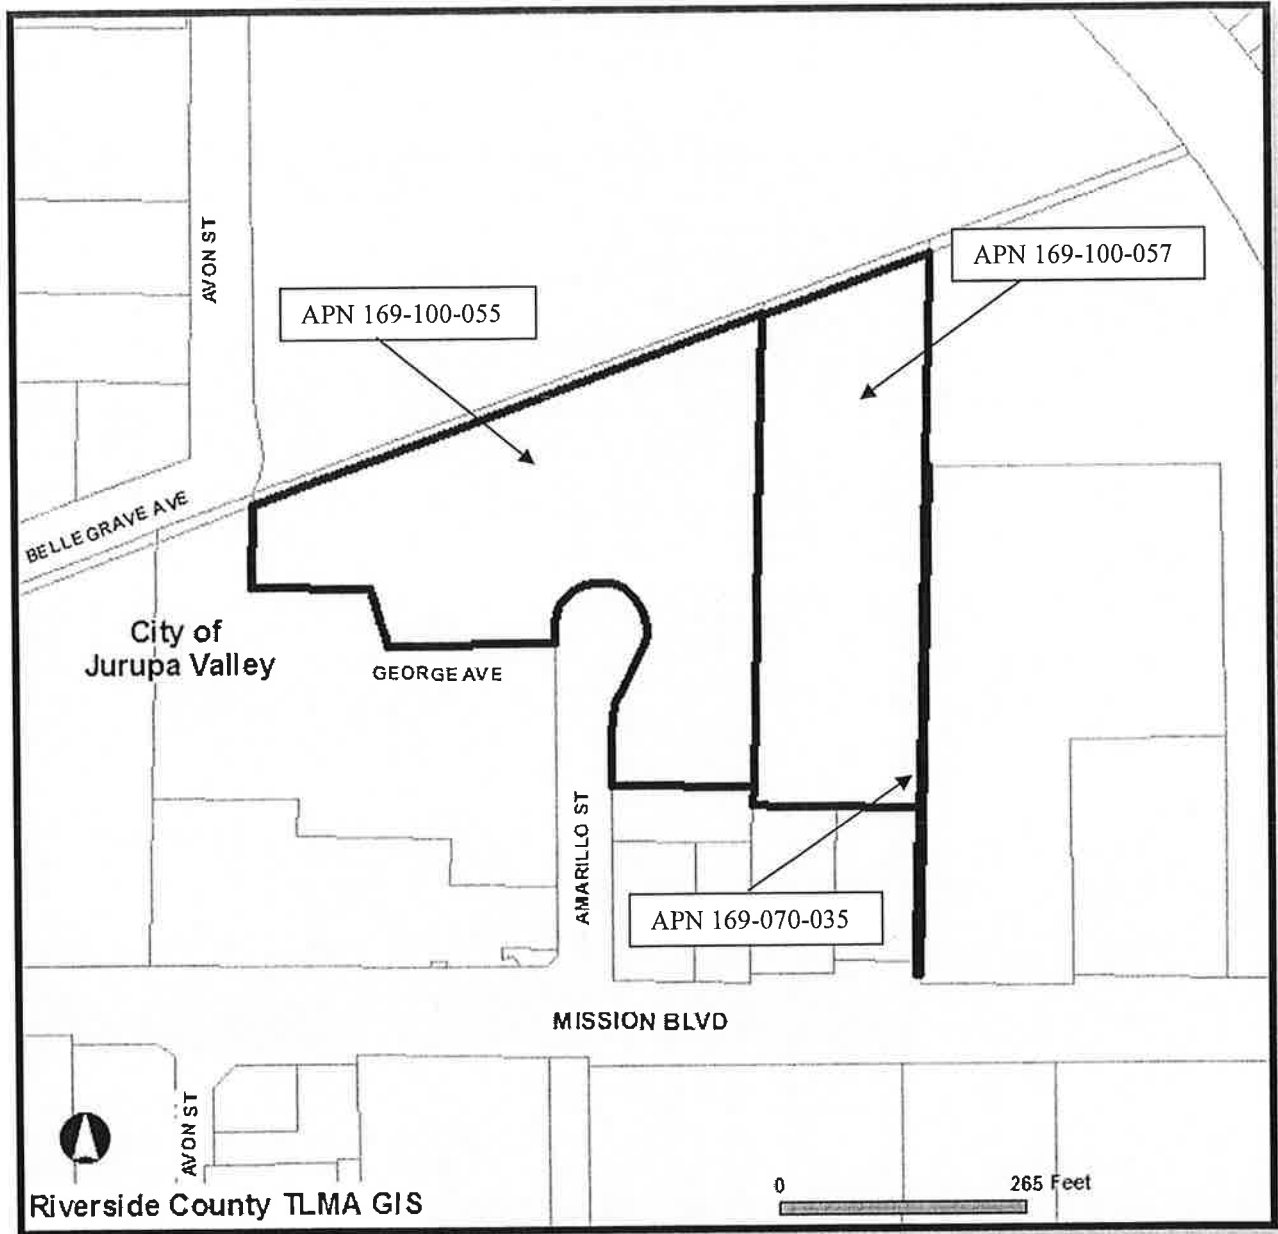 AVON ST
APN 169-100-057
APN 169-100-055
BELLEGRAVE AVE
City of
Jurupa Valley
GEORGE AVE
AMARILLO ST
APN 169-070-035
MISSION BLVD
AVON ST
0 265 Feet
Riverside County TLMA GIS